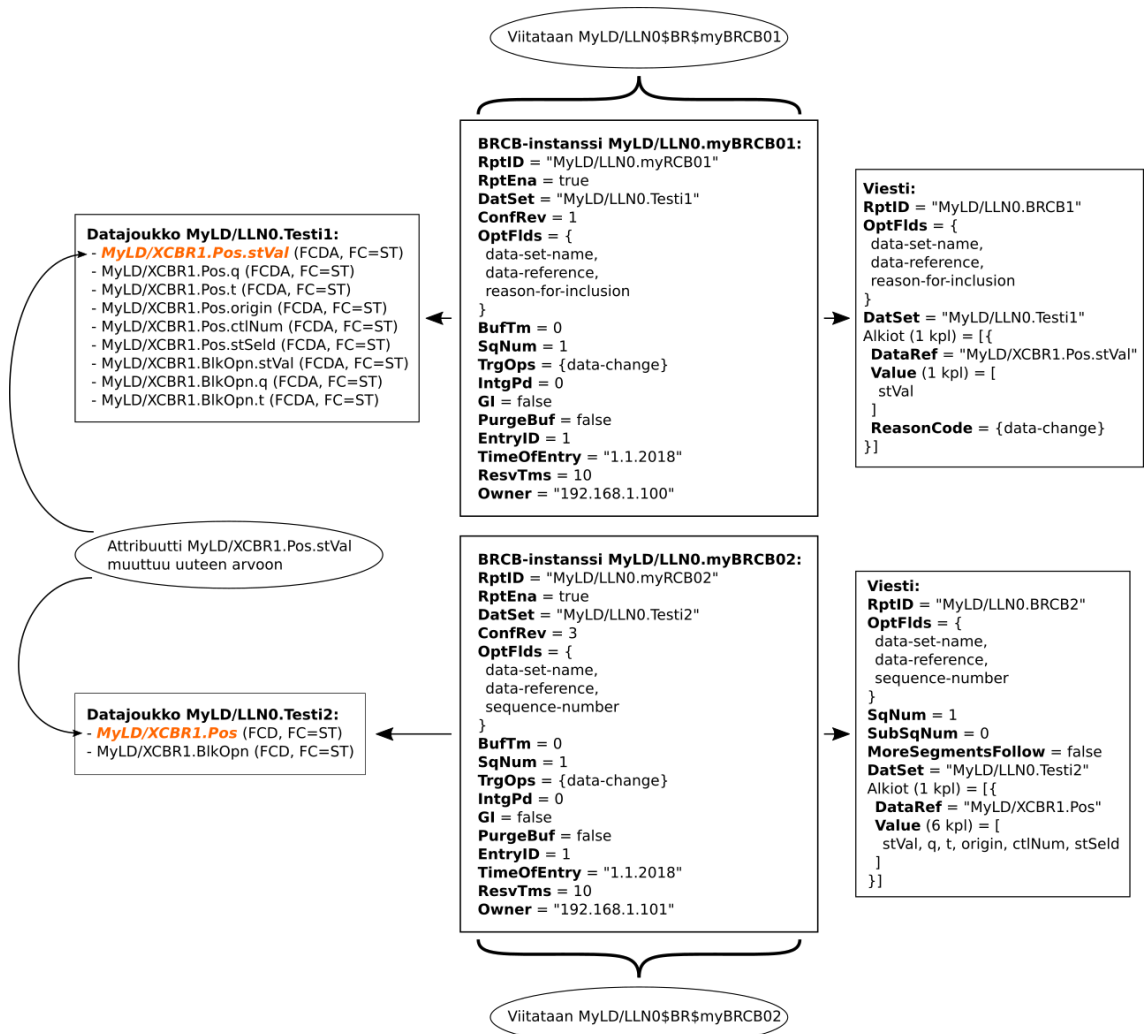 Viitataan MyLD/LLN0$BR$myBRCB01
BRCB-instanssi MyLD/LLN0.myBRCB01:
RptID = "MyLD/LLN0.myRCB01"
RptEna = true
DatSet = "MyLD/LLN0.Testi1"
ConfRev = 1
OptFlds = {
data-set-name,
data-reference,
reason-for-inclusion
}
BufTm = 0
SqNum = 1
TrgOps = {data-change}
IntgPd = 0
GI = false
PurgeBuf = false
EntryID = 1
TimeOfEntry = "1.1.2018"
ResvTms = 10
Owner = "192.168.1.100"
Datajoukko MyLD/LLN0.Testi1:
- MyLD/XCBR1.Pos.stVal (FCDA, FC=ST)
- MyLD/XCBR1.Pos.q (FCDA, FC=ST)
- MyLD/XCBR1.Pos.t (FCDA, FC=ST)
- MyLD/XCBR1.Pos.origin (FCDA, FC=ST)
- MyLD/XCBR1.Pos.ctlNum (FCDA, FC=ST)
- MyLD/XCBR1.Pos.stSeld (FCDA, FC=ST)
- MyLD/XCBR1.BlkOpn.stVal (FCDA, FC=ST)
- MyLD/XCBR1.BlkOpn.q (FCDA, FC=ST)
- MyLD/XCBR1.BlkOpn.t (FCDA, FC=ST)
Viesti:
RptID = "MyLD/LLN0.BRCB1"
OptFlds = {
data-set-name,
data-reference,
reason-for-inclusion
}
DatSet = "MyLD/LLN0.Testi1"
Alkiot (1 kpl) = [{
DataRef = "MyLD/XCBR1.Pos.stVal"
Value (1 kpl) = [
stVal
]
ReasonCode = {data-change}
}]
Attribuutti MyLD/XCBR1.Pos.stVal
muuttuu uuteen arvoon
BRCB-instanssi MyLD/LLN0.myBRCB02:
RptID = "MyLD/LLN0.myRCB02"
RptEna = true
DatSet = "MyLD/LLN0.Testi2"
ConfRev = 3
OptFlds = {
data-set-name,
data-reference,
sequence-number
}
BufTm = 0
SqNum = 1
TrgOps = {data-change}
IntgPd = 0
GI = false
PurgeBuf = false
EntryID = 1
TimeOfEntry = "1.1.2018"
ResvTms = 10
Owner = "192.168.1.101"
Datajoukko MyLD/LLN0.Testi2:
- MyLD/XCBR1.Pos (FCD, FC=ST)
- MyLD/XCBR1.BlkOpn (FCD, FC=ST)
Viesti:
RptID = "MyLD/LLN0.BRCB2"
OptFlds = {
data-set-name,
data-reference,
sequence-number
}
SqNum = 1
SubSqNum = 0
MoreSegmentsFollow = false
DatSet = "MyLD/LLN0.Testi2"
Alkiot (1 kpl) = [{
DataRef = "MyLD/XCBR1.Pos"
Value (6 kpl) = [
stVal, q, t, origin, ctlNum, stSeld
]
}]
Viitataan MyLD/LLN0$BR$myBRCB02